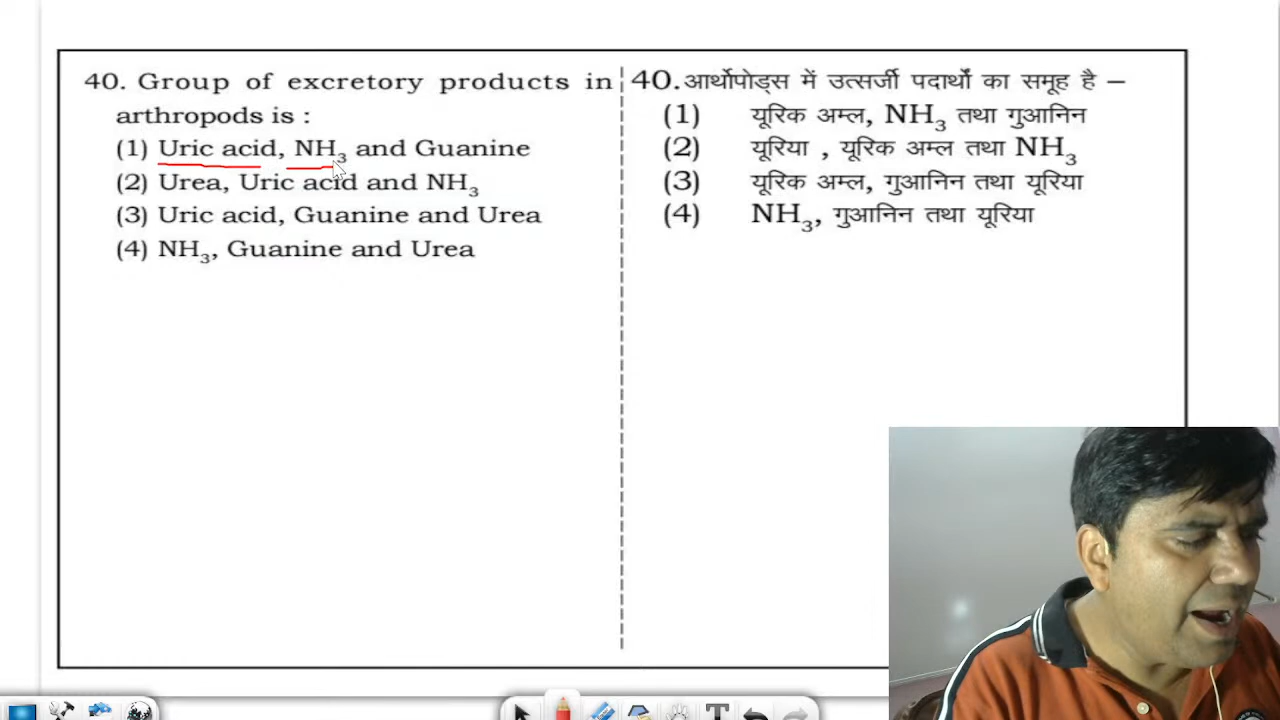 40. Group of excretory products in
arthropods is :
(1) Uric acid, NH₃ and Guanine
(2) Urea, Uric acid and NH₃
(3) Uric acid, Guanine and Urea
(4) NH₃, Guanine and Urea
40. आर्थोपोड्स में उत्सर्जी पदार्थों का समूह है –
(1) यूरिक अम्ल, NH₃ तथा गुआनिन
(2) यूरिया , यूरिक अम्ल तथा NH₃
(3) यूरिक अम्ल, गुआनिन तथा यूरिया
(4) NH₃, गुआनिन तथा यूरिया
T